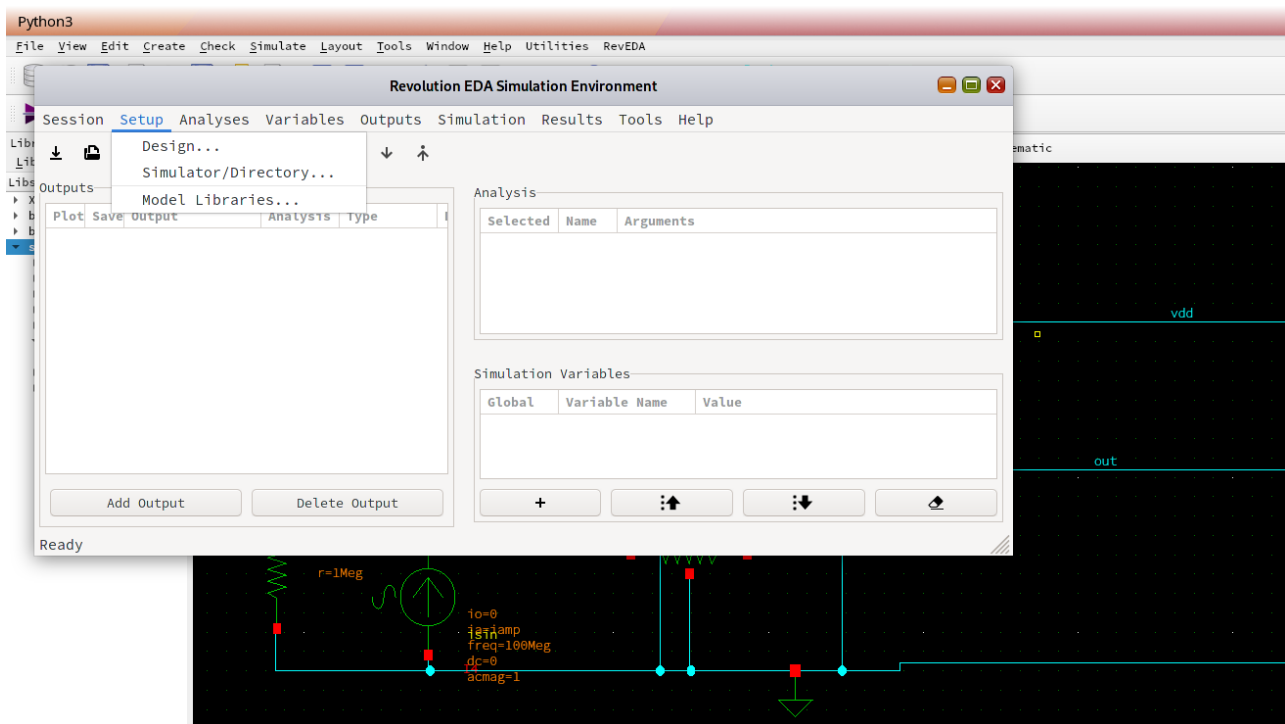 Python3
File View Edit Create Check Simulate Layout Tools Window Help Utilities RevEDA
Revolution EDA Simulation Environment
Session Setup Analyses Variables Outputs Simulation Results Tools Help
Design...
Simulator/Directory...
Model Libraries...
Outputs
Plot Save Output Analysis Type
Analysis
Selected Name Arguments
Simulation Variables
Global Variable Name Value
+
Add Output Delete Output
Ready
Libs
ematic
vdd
out
r=1Meg
io=0
ia=iamp
isin
freq=100Meg
dc=0
acmag=1